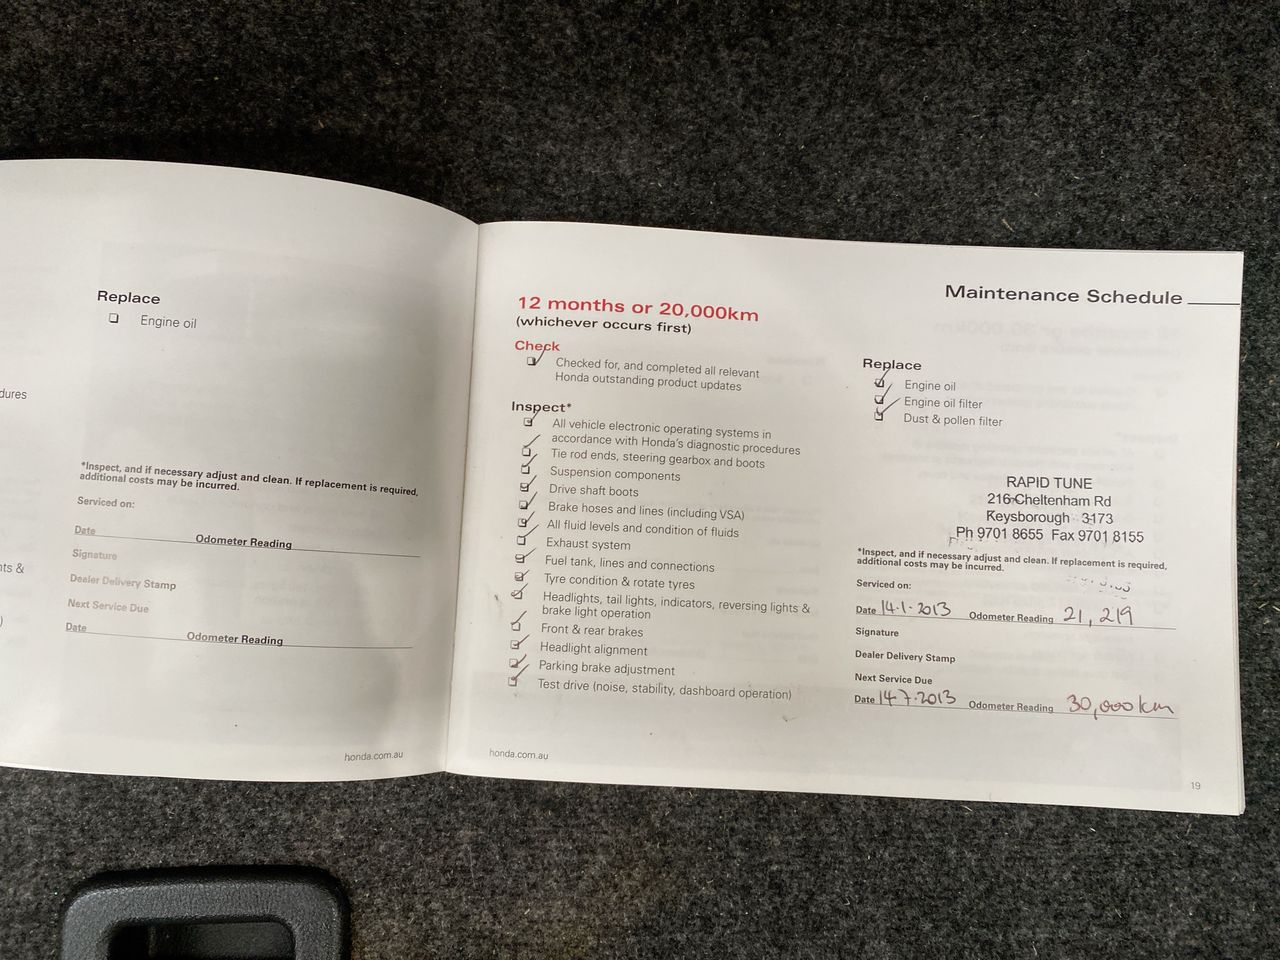 Replace
Engine oil
dures
*Inspect, and if necessary adjust and clean. If replacement is required,
additional costs may be incurred.
Serviced on:
Date Odometer Reading
Signature
nts &
Dealer Delivery Stamp
Next Service Due
)
Date Odometer Reading
honda.com.au
Maintenance Schedule
12 months or 20,000km
(whichever occurs first)
Check
Checked for, and completed all relevant
Honda outstanding product updates
Inspect*
All vehicle electronic operating systems in
accordance with Honda's diagnostic procedures
Tie rod ends, steering gearbox and boots
Suspension components
Drive shaft boots
Brake hoses and lines (including VSA)
All fluid levels and condition of fluids
Exhaust system
Fuel tank, lines and connections
Tyre condition & rotate tyres
Headlights, tail lights, indicators, reversing lights &
brake light operation
Front & rear brakes
Headlight alignment
Parking brake adjustment
Test drive (noise, stability, dashboard operation)
honda.com.au
Replace
Engine oil
Engine oil filter
Dust & pollen filter
RAPID TUNE
216 Cheltenham Rd
Keysborough 3173
Ph 9701 8655 Fax 9701 8155
*Inspect, and if necessary adjust and clean. If replacement is required,
additional costs may be incurred.
Serviced on:
Date 14.1.2013 Odometer Reading 21,219
Signature
Dealer Delivery Stamp
Next Service Due
Date 14.7.2013 Odometer Reading 30,000km
19